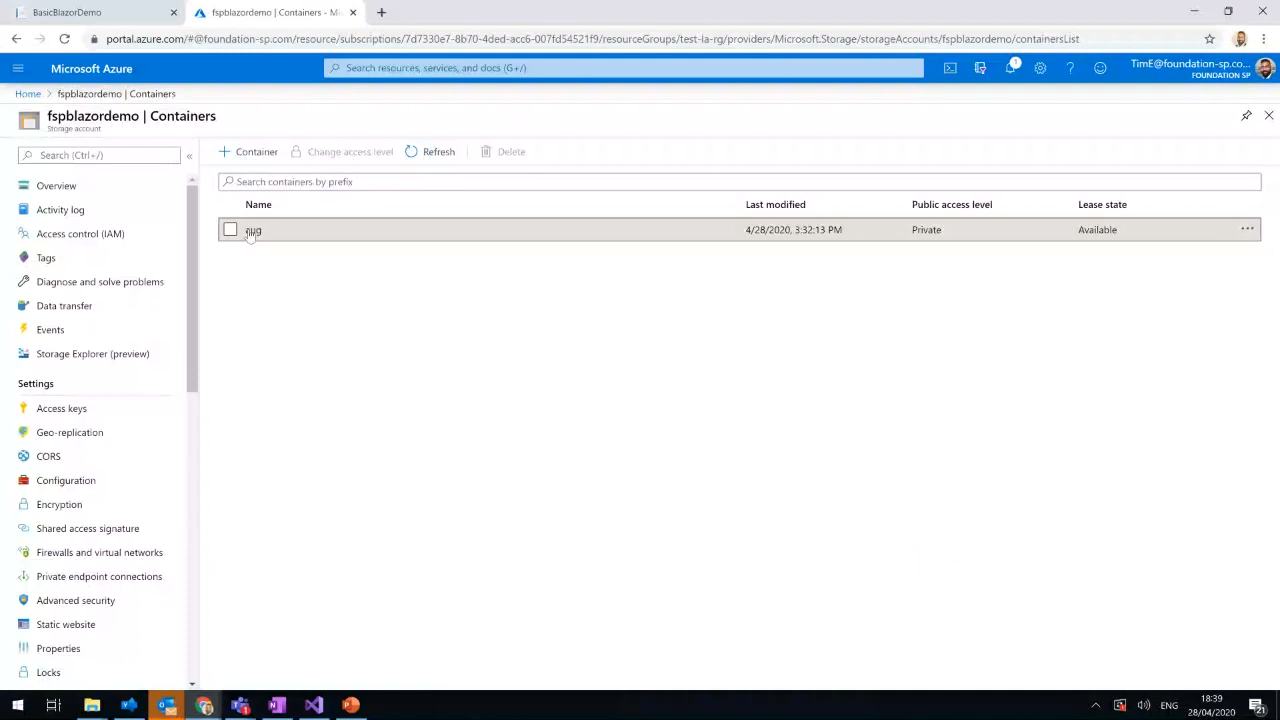 BasicBlazorDemo
fspblazordemo | Containers - Mi
portal.azure.com/#@foundation-sp.com/resource/subscriptions/7d7330e7-8b70-4ded-acc6-007fd54521f9/resourceGroups/test-la-rg/providers/Microsoft.Storage/storageAccounts/fspblazordemo/containersList
Microsoft Azure
Search resources, services, and docs (G+/)
1
TimE@foundation-sp.co...
FOUNDATION SP
Home > fspblazordemo | Containers
fspblazordemo | Containers
Storage account
Search (Ctrl+/)
Overview
Activity log
Access control (IAM)
Tags
Diagnose and solve problems
Data transfer
Events
Storage Explorer (preview)
Settings
Access keys
Geo-replication
CORS
Configuration
Encryption
Shared access signature
Firewalls and virtual networks
Private endpoint connections
Advanced security
Static website
Properties
Locks
Container
Change access level
Refresh
Delete
Search containers by prefix
Name Last modified Public access level Lease state
4/28/2020, 3:32:13 PM Private Available
ENG
18:39
28/04/2020
21